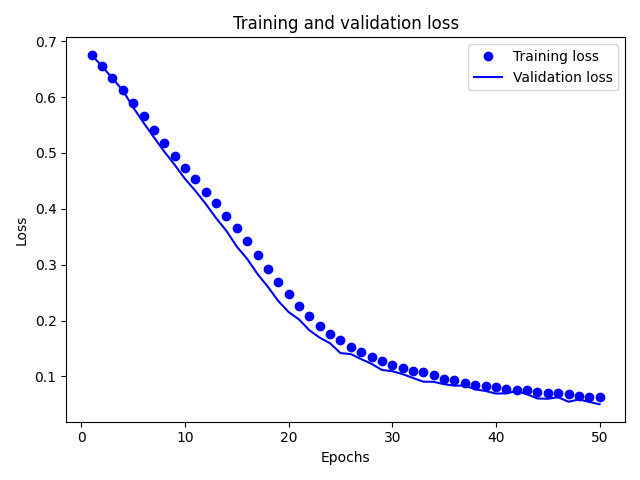 Training and validation loss
Training loss
Validation loss
0.7
0.6
0.5
0.4
0.3
0.2
0.1
Loss
0 10 20 30 40 50
Epochs